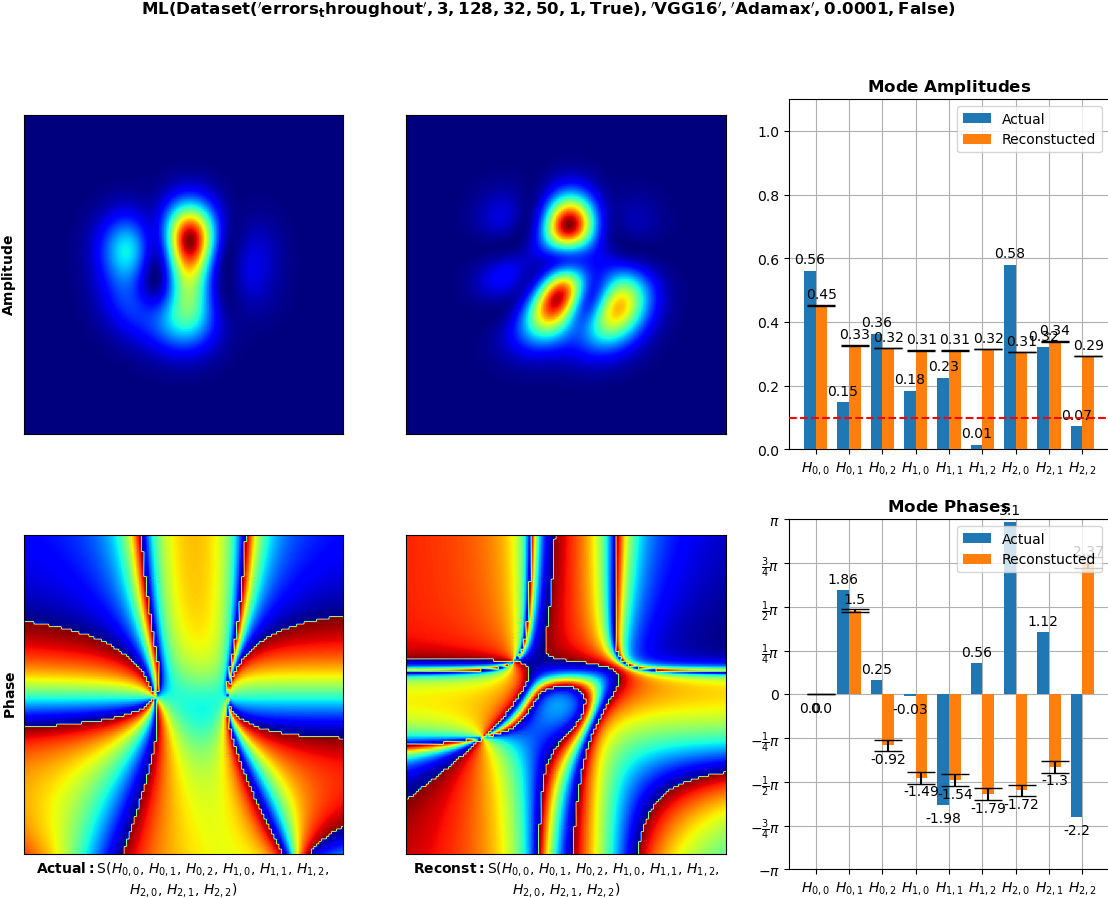 ML(Dataset('errors_throughout', 3, 128, 32, 50, 1, True), 'VGG16', 'Adamax', 0.0001, False)
Mode Amplitudes
Amplitude
Actual
Reconstucted
1.0
0.8
0.6
0.4
0.2
0.0
0.56 0.15 0.36 0.18 0.23 0.01 0.58 0.32 0.07
0.45 0.33 0.32 0.31 0.31 0.32 0.31 0.34 0.29
H0,0 H0,1 H0,2 H1,0 H1,1 H1,2 H2,0 H2,1 H2,2
Mode Phases
Phase
Actual
Reconstucted
π
3/4π
1/2π
1/4π
0
−1/4π
−1/2π
−3/4π
−π
0.0 1.86 0.25 -0.03 -1.98 0.56 3.1 1.12 -2.2
0.0 1.5 -0.92 -1.49 -1.54 -1.79 -1.72 -1.3 2.37
H0,0 H0,1 H0,2 H1,0 H1,1 H1,2 H2,0 H2,1 H2,2
Actual: S(H0,0, H0,1, H0,2, H1,0, H1,1, H1,2,
H2,0, H2,1, H2,2)
Reconst: S(H0,0, H0,1, H0,2, H1,0, H1,1, H1,2,
H2,0, H2,1, H2,2)